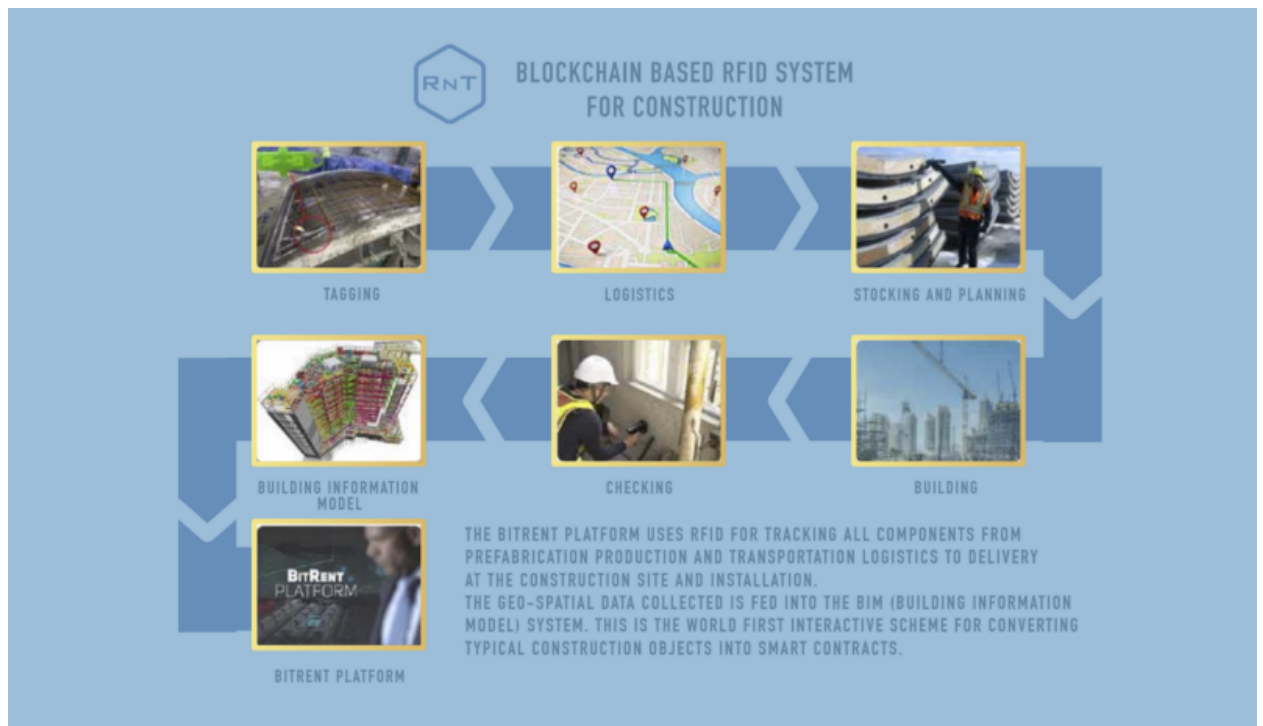 RNT
BLOCKCHAIN BASED RFID SYSTEM
FOR CONSTRUCTION
TAGGING
LOGISTICS
STOCKING AND PLANNING
BUILDING INFORMATION
MODEL
CHECKING
BUILDING
BITRENT
PLATFORM
BITRENT PLATFORM
THE BITRENT PLATFORM USES RFID FOR TRACKING ALL COMPONENTS FROM
PREFABRICATION PRODUCTION AND TRANSPORTATION LOGISTICS TO DELIVERY
AT THE CONSTRUCTION SITE AND INSTALLATION.
THE GEO-SPATIAL DATA COLLECTED IS FED INTO THE BIM (BUILDING INFORMATION
MODEL) SYSTEM. THIS IS THE WORLD FIRST INTERACTIVE SCHEME FOR CONVERTING
TYPICAL CONSTRUCTION OBJECTS INTO SMART CONTRACTS.